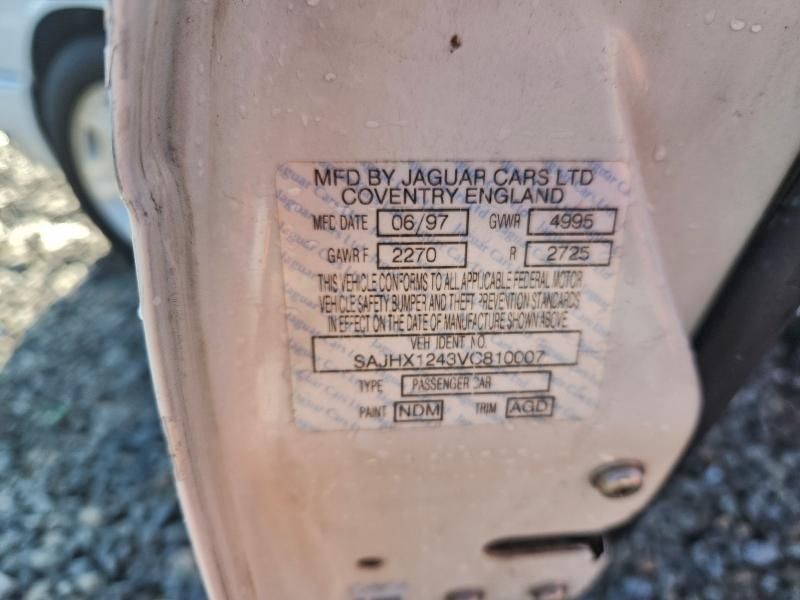 MFD BY JAGUAR CARS LTD
COVENTRY ENGLAND
MFD DATE 06/97 GVWR 4995
GAWR F 2270 R 2725
THIS VEHICLE CONFORMS TO ALL APPLICABLE FEDERAL MOTOR
VEHICLE SAFETY BUMPER AND THEFT PREVENTION STANDARDS
IN EFFECT ON THE DATE OF MANUFACTURE SHOWN ABOVE
VEH IDENT NO.
SAJHX1243VC810007
TYPE PASSENGER CAR
PAINT NDM TRIM AGD